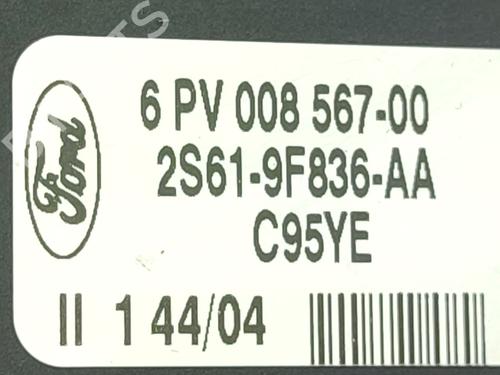 Ford
6 PV 008 567-00
2S61-9F836-AA
C95YE
II 1 44/04